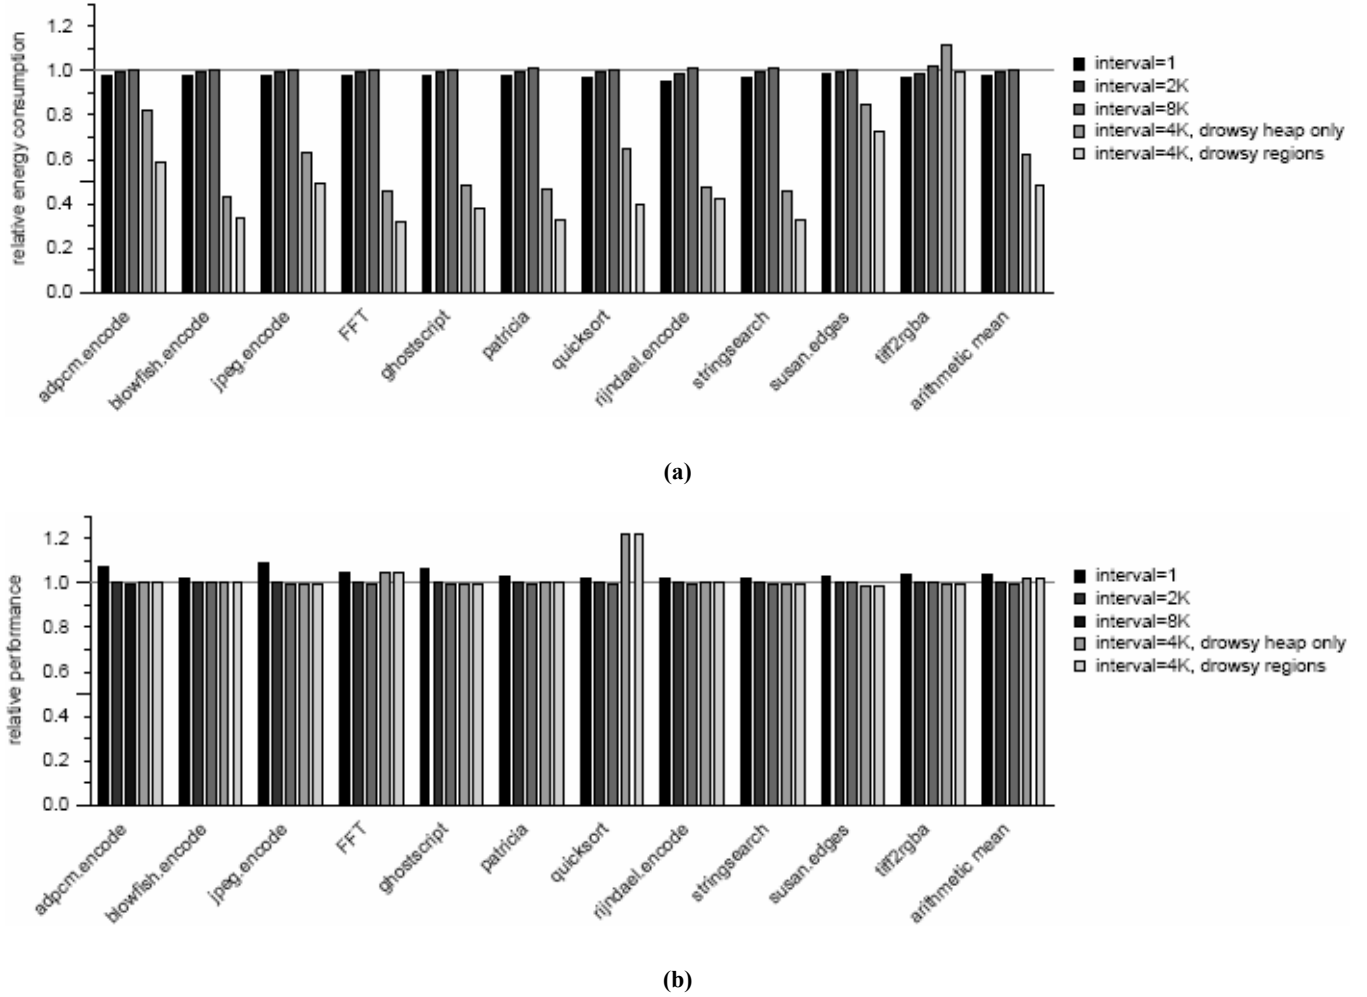 relative energy consumption
1.2
1.0
0.8
0.6
0.4
0.2
0.0
interval=1
interval=2K
interval=8K
interval=4K, drowsy heap only
interval=4K, drowsy regions
adpcm.encode
blowfish.encode
jpeg.encode
FFT
ghostscript
patricia
quicksort
rijndael.encode
stringsearch
susan.edges
tiff2rgba
arithmetic mean
(a)
relative performance
1.2
1.0
0.8
0.6
0.4
0.2
0.0
interval=1
interval=2K
interval=8K
interval=4K, drowsy heap only
interval=4K, drowsy regions
adpcm.encode
blowfish.encode
jpeg.encode
FFT
ghostscript
patricia
quicksort
rijndael.encode
stringsearch
susan.edges
tiff2rgba
arithmetic mean
(b)